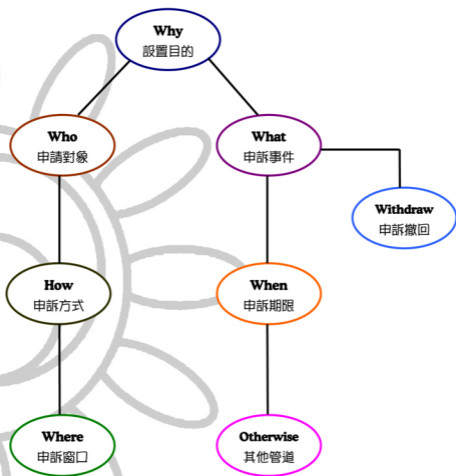 Why
設置目的
Who
申請對象
What
申訴事件
Withdraw
申訴撤回
How
申訴方式
When
申訴期限
Where
申訴窗口
Otherwise
其他管道